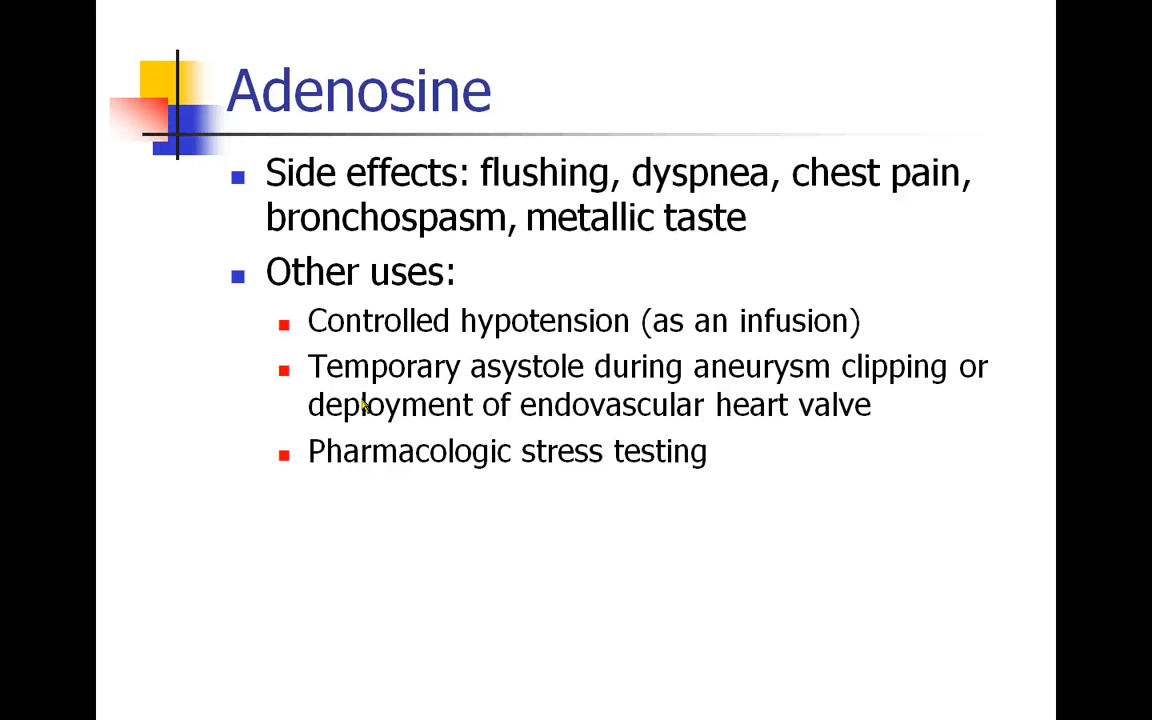 Adenosine
Side effects: flushing, dyspnea, chest pain,
bronchospasm, metallic taste
Other uses:
Controlled hypotension (as an infusion)
Temporary asystole during aneurysm clipping or
deployment of endovascular heart valve
Pharmacologic stress testing